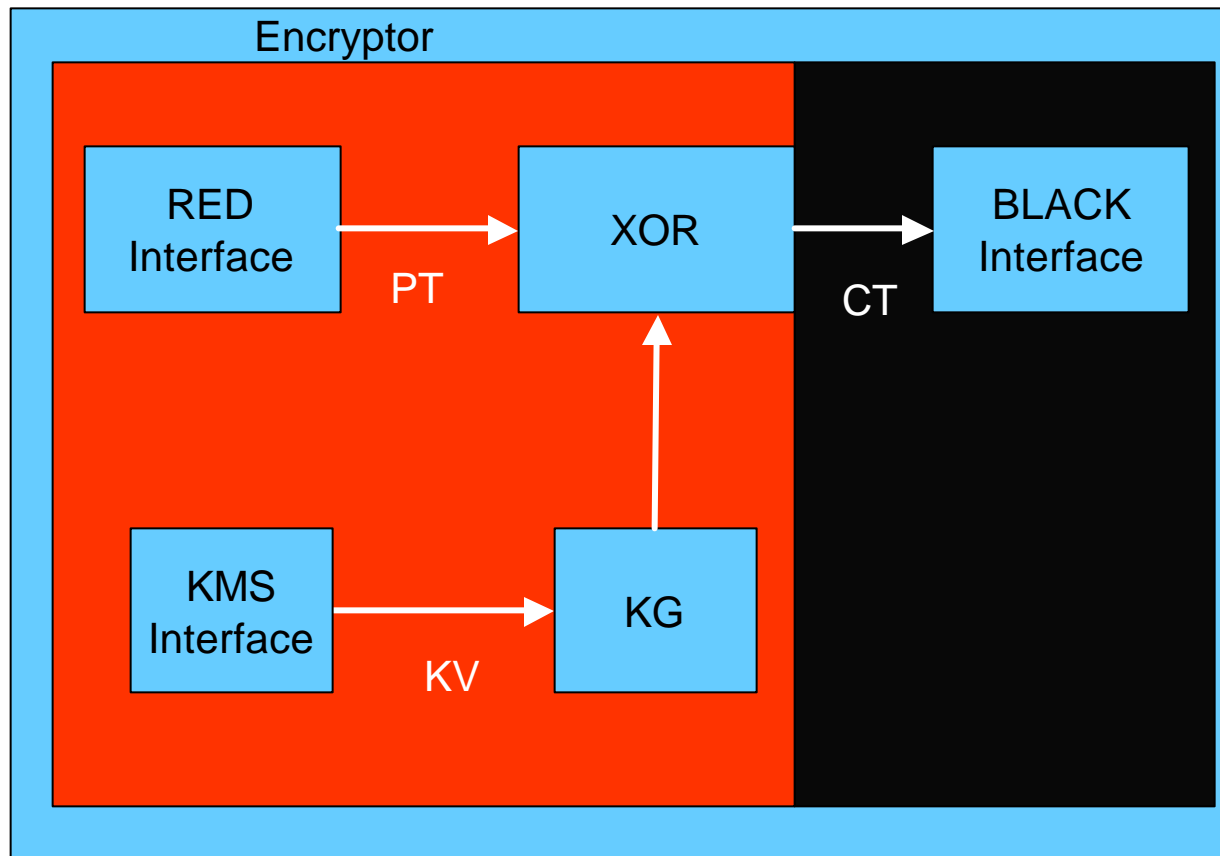 Encryptor
RED
Interface
PT
XOR
CT
BLACK
Interface
KMS
Interface
KV
KG